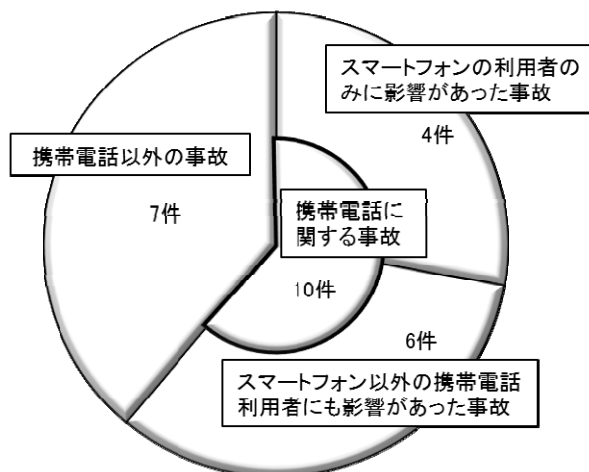 スマートフォンの利用者の
みに影響があった事故
4件
携帯電話以外の事故
7件
携帯電話に
関する事故
10件
6件
スマートフォン以外の携帯電話
利用者にも影響があった事故